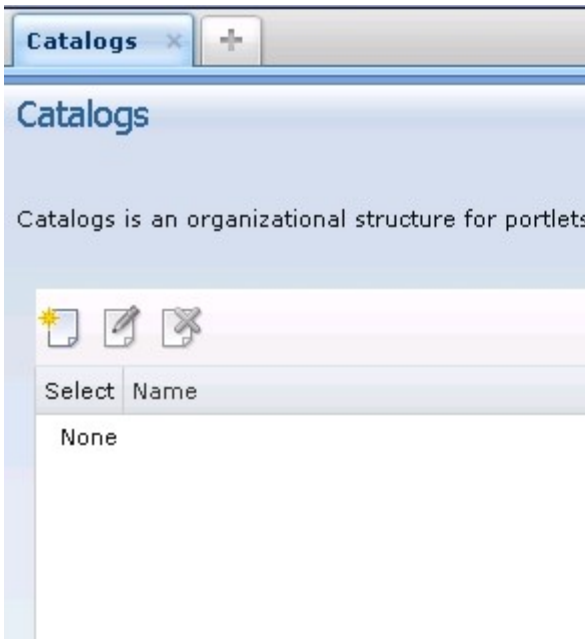 Catalogs
Catalogs
Catalogs is an organizational structure for portlets
Select Name
None